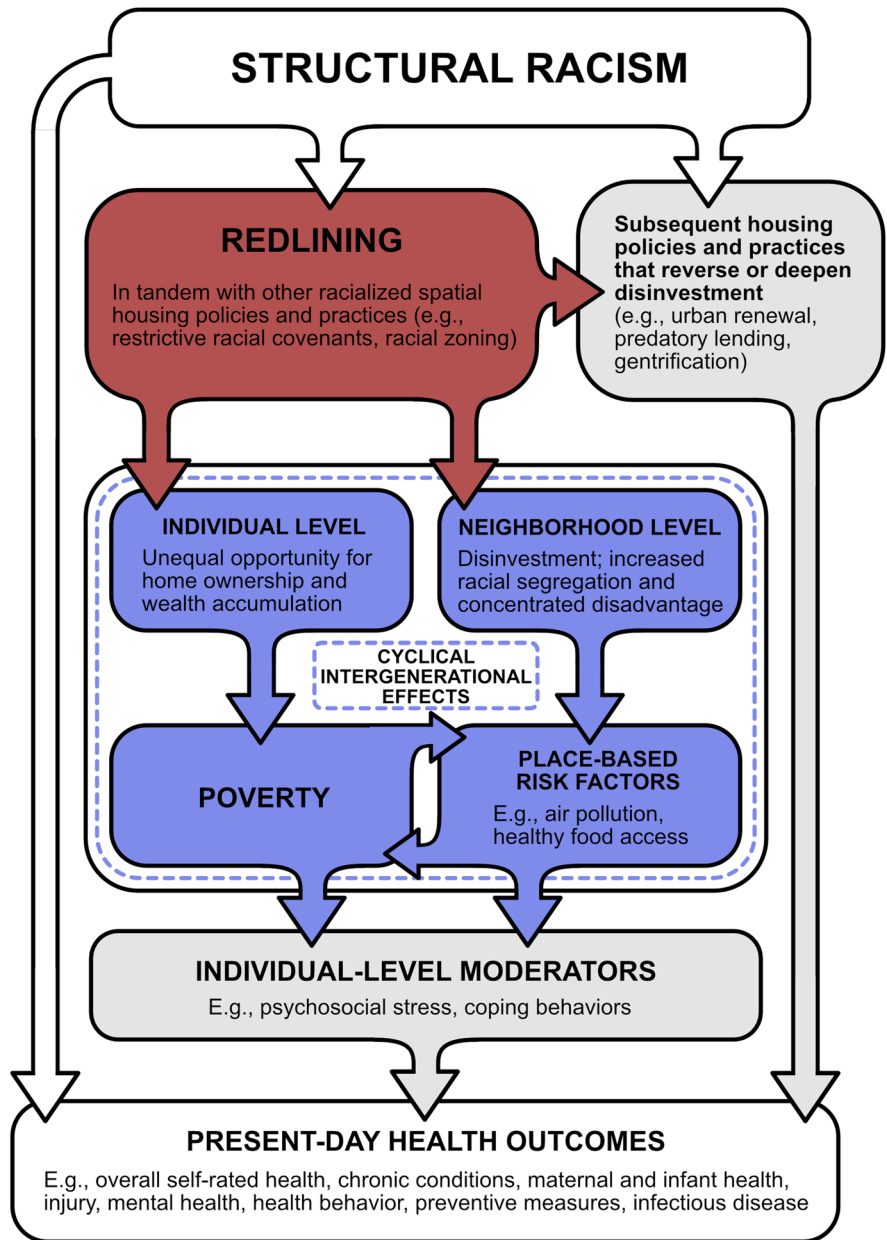 STRUCTURAL RACISM
REDLINING
In tandem with other racialized spatial
housing policies and practices (e.g.,
restrictive racial covenants, racial zoning)
Subsequent housing
policies and practices
that reverse or deepen
disinvestment
(e.g., urban renewal,
predatory lending,
gentrification)
INDIVIDUAL LEVEL
Unequal opportunity for
home ownership and
wealth accumulation
NEIGHBORHOOD LEVEL
Disinvestment; increased
racial segregation and
concentrated disadvantage
CYCLICAL
INTERGENERATIONAL
EFFECTS
POVERTY
PLACE-BASED
RISK FACTORS
E.g., air pollution,
healthy food access
INDIVIDUAL-LEVEL MODERATORS
E.g., psychosocial stress, coping behaviors
PRESENT-DAY HEALTH OUTCOMES
E.g., overall self-rated health, chronic conditions, maternal and infant health,
injury, mental health, health behavior, preventive measures, infectious disease